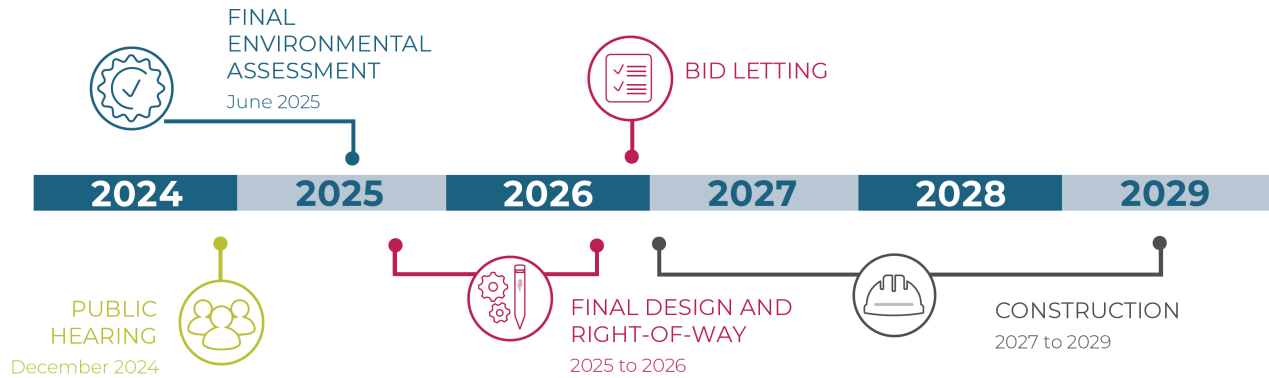 FINAL
ENVIRONMENTAL
ASSESSMENT
June 2025
BID LETTING
2024
2025
2026
2027
2028
2029
PUBLIC
HEARING
December 2024
FINAL DESIGN AND
RIGHT-OF-WAY
2025 to 2026
CONSTRUCTION
2027 to 2029